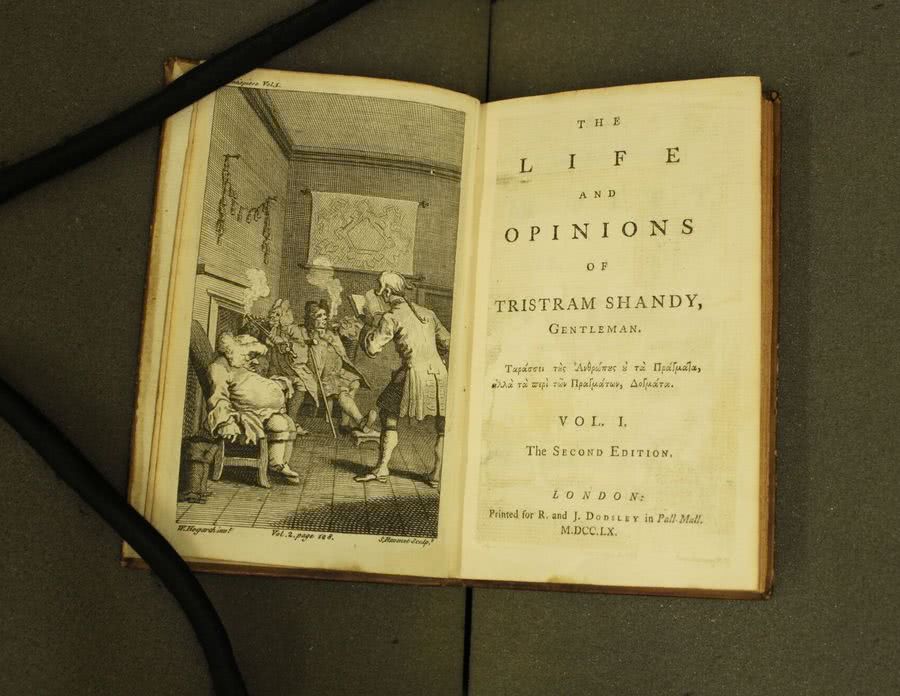 Vol. 1.
W. Hogarth invt.
Vol. 2. page 128.
S. Ravenet Sculp.t
THE
LIFE
AND
OPINIONS
OF
TRISTRAM SHANDY,
GENTLEMAN.
Ταράσσει τοὺς Ἀνθρώπους οὐ τὰ Πράγματα,
ἀλλὰ τὰ περὶ τῶν Πραγμάτων, Δογματα.
VOL. I.
The SECOND EDITION.
LONDON:
Printed for R. and J. DODSLEY in Pall-Mall.
M.DCC.LX.